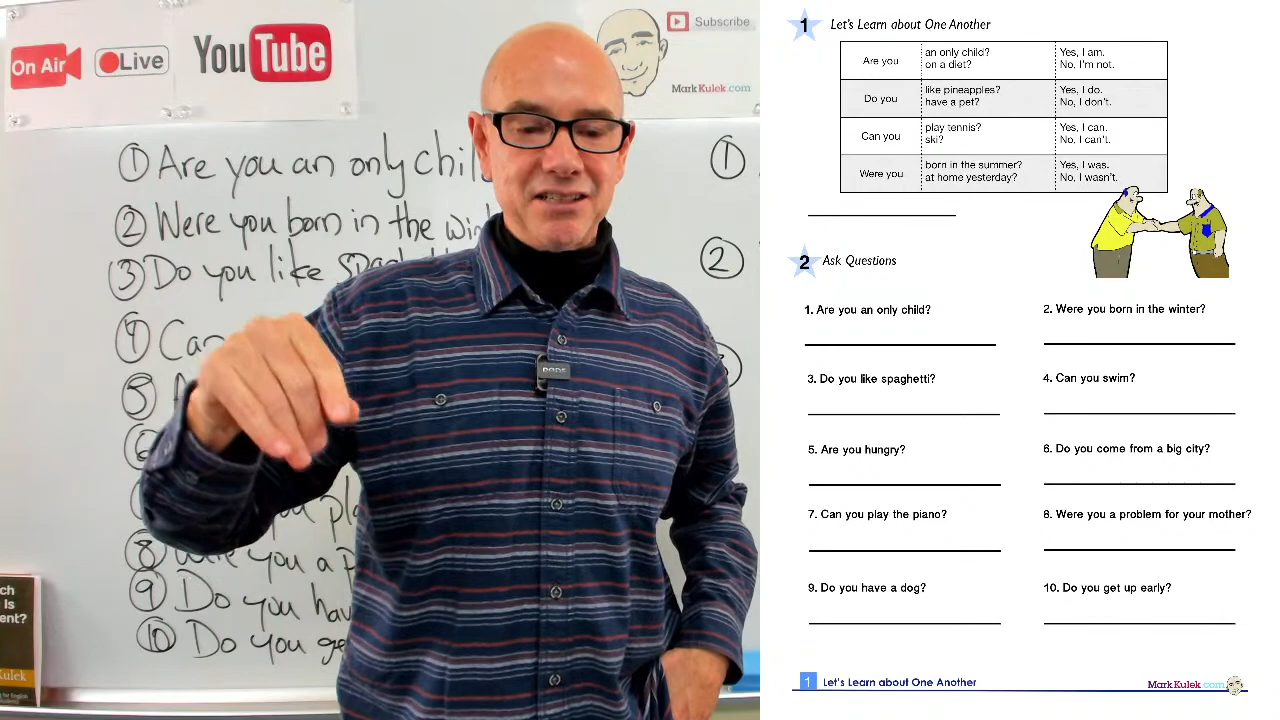 On Air
Live
YouTube
Subscribe
MarkKulek.com
① Are you an only
② Were you born in the
③ Do you like
④
⑤
⑥
⑧ you a
⑨ Do you
⑩ Do you
①
②
RODE
1 Let's Learn about One Another
Are you
an only child?
on a diet?
Yes, I am.
No, I'm not.
Do you
like pineapples?
have a pet?
Yes, I do.
No, I don't.
Can you
play tennis?
ski?
Yes, I can.
No, I can't.
Were you
born in the summer?
at home yesterday?
Yes, I was.
No, I wasn't.
2 Ask Questions
1. Are you an only child?
2. Were you born in the winter?
3. Do you like spaghetti?
4. Can you swim?
5. Are you hungry?
6. Do you come from a big city?
7. Can you play the piano?
8. Were you a problem for your mother?
9. Do you have a dog?
10. Do you get up early?
1 Let's Learn about One Another
MarkKulek.com